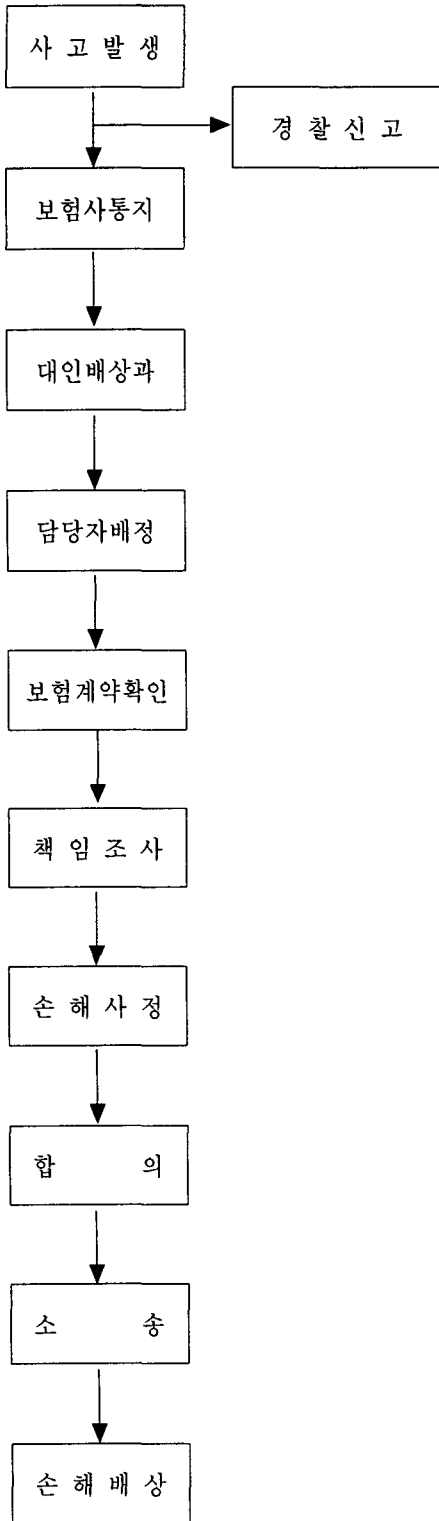 사 고 발 생
경 찰 신 고
보험사통지
대인배상과
담당자배정
보험계약확인
책 임 조 사
손 해 사 정
합 의
소 송
손 해 배 상